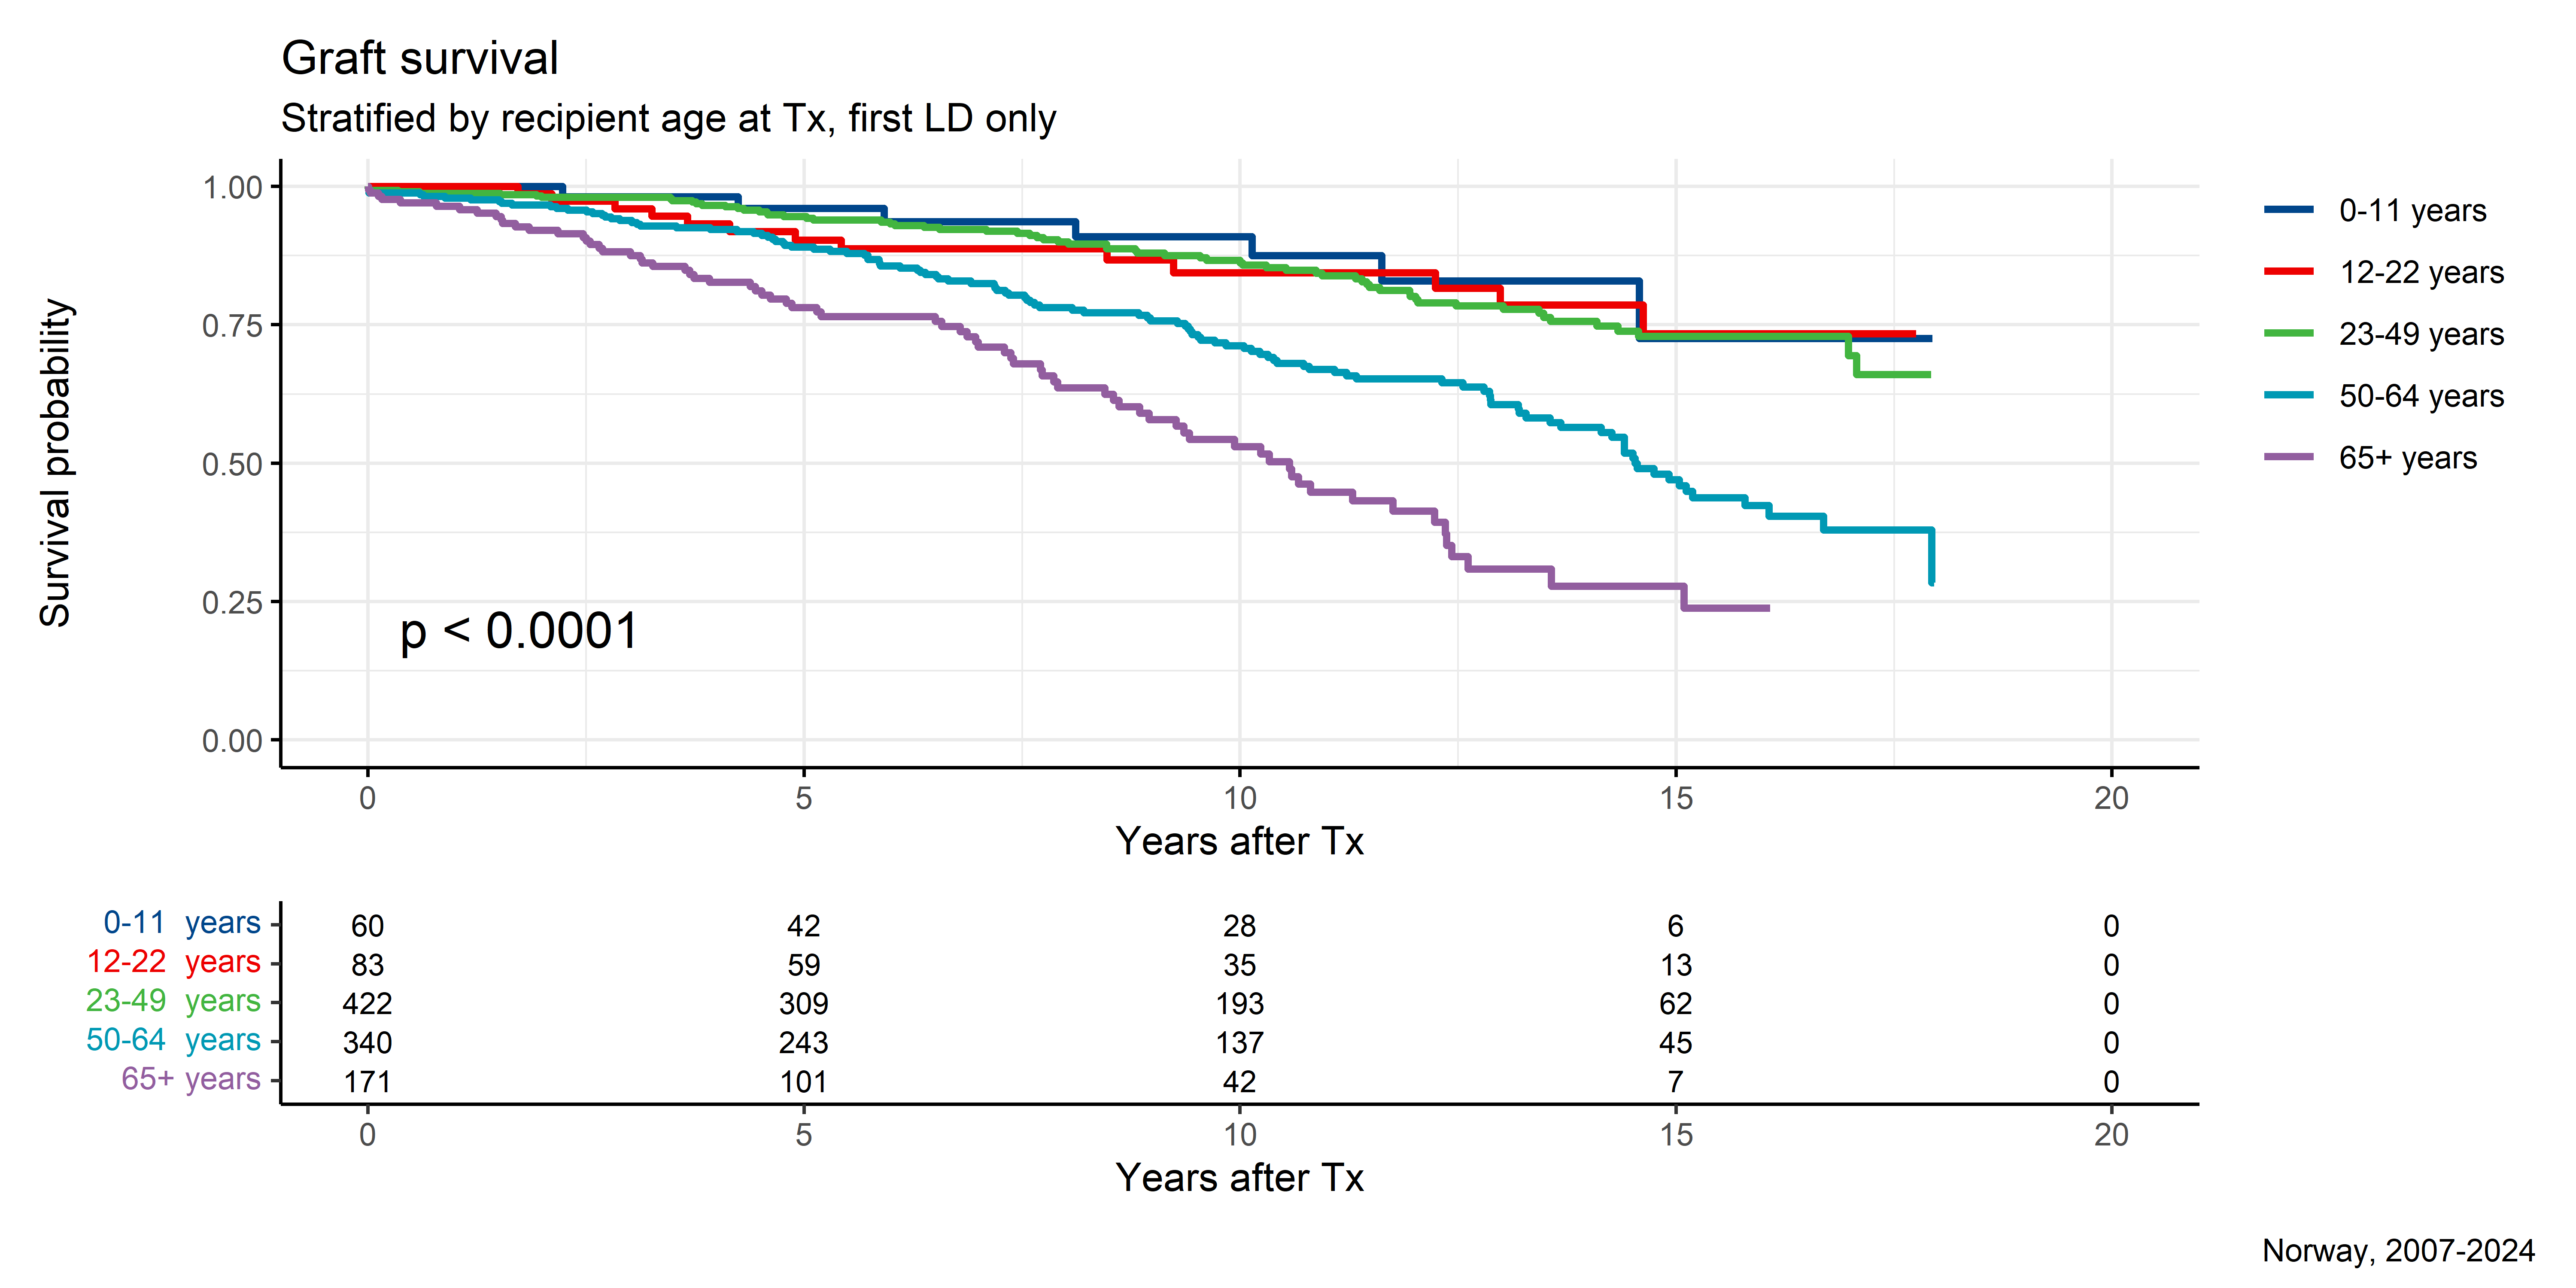 Graft survival
Stratified by recipient age at Tx, first LD only
Survival probability
1.00
0.75
0.50
0.25
0.00
p < 0.0001
0 5 10 15 20
Years after Tx
0-11 years
12-22 years
23-49 years
50-64 years
65+ years
0-11 years 60 42 28 6 0
12-22 years 83 59 35 13 0
23-49 years 422 309 193 62 0
50-64 years 340 243 137 45 0
65+ years 171 101 42 7 0
0 5 10 15 20
Years after Tx
Norway, 2007-2024